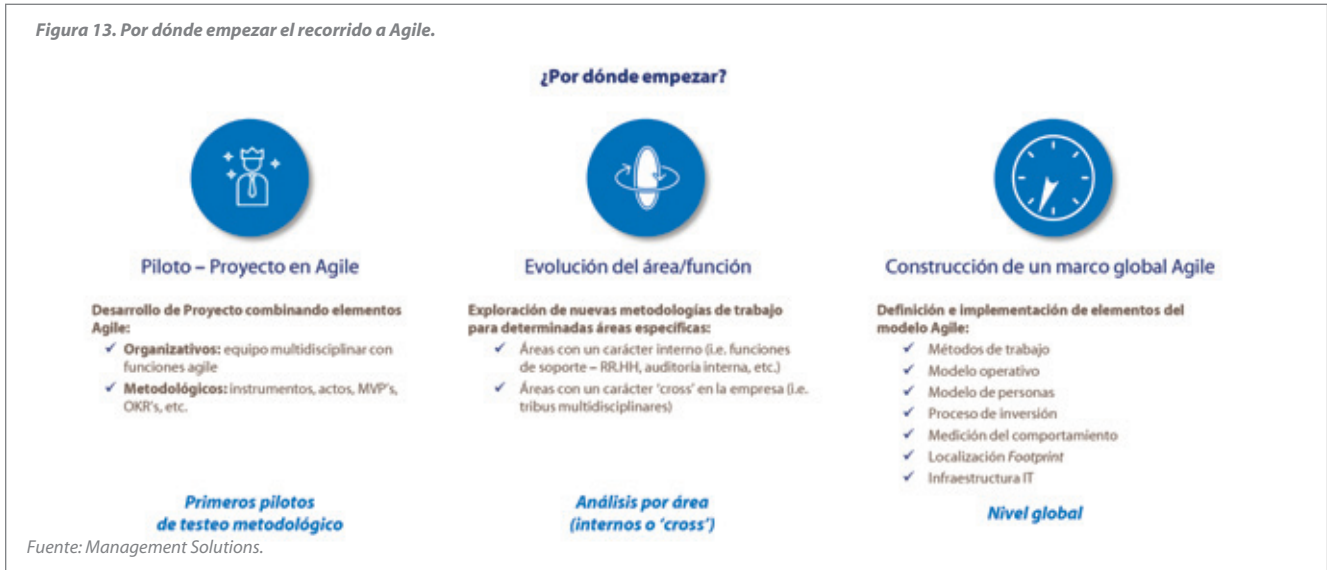 Figura 13. Por dónde empezar el recorrido a Agile.
¿Por dónde empezar?
Piloto – Proyecto en Agile
Desarrollo de Proyecto combinando elementos
Agile:
✓ Organizativos: equipo multidisciplinar con
funciones agile
✓ Metodológicos: instrumentos, actos, MVP's,
OKR's, etc.
Primeros pilotos
de testeo metodológico
Evolución del área/función
Exploración de nuevas metodologías de trabajo
para determinadas áreas específicas:
✓ Áreas con un carácter interno (i.e. funciones
de soporte – RR.HH, auditoría interna, etc.)
✓ Áreas con un carácter 'cross' en la empresa (i.e.
tribus multidisciplinares)
Análisis por área
(internos o 'cross')
Construcción de un marco global Agile
Definición e implementación de elementos del
modelo Agile:
✓ Métodos de trabajo
✓ Modelo operativo
✓ Modelo de personas
✓ Proceso de inversión
✓ Medición del comportamiento
✓ Localización Footprint
✓ Infraestructura IT
Nivel global
Fuente: Management Solutions.